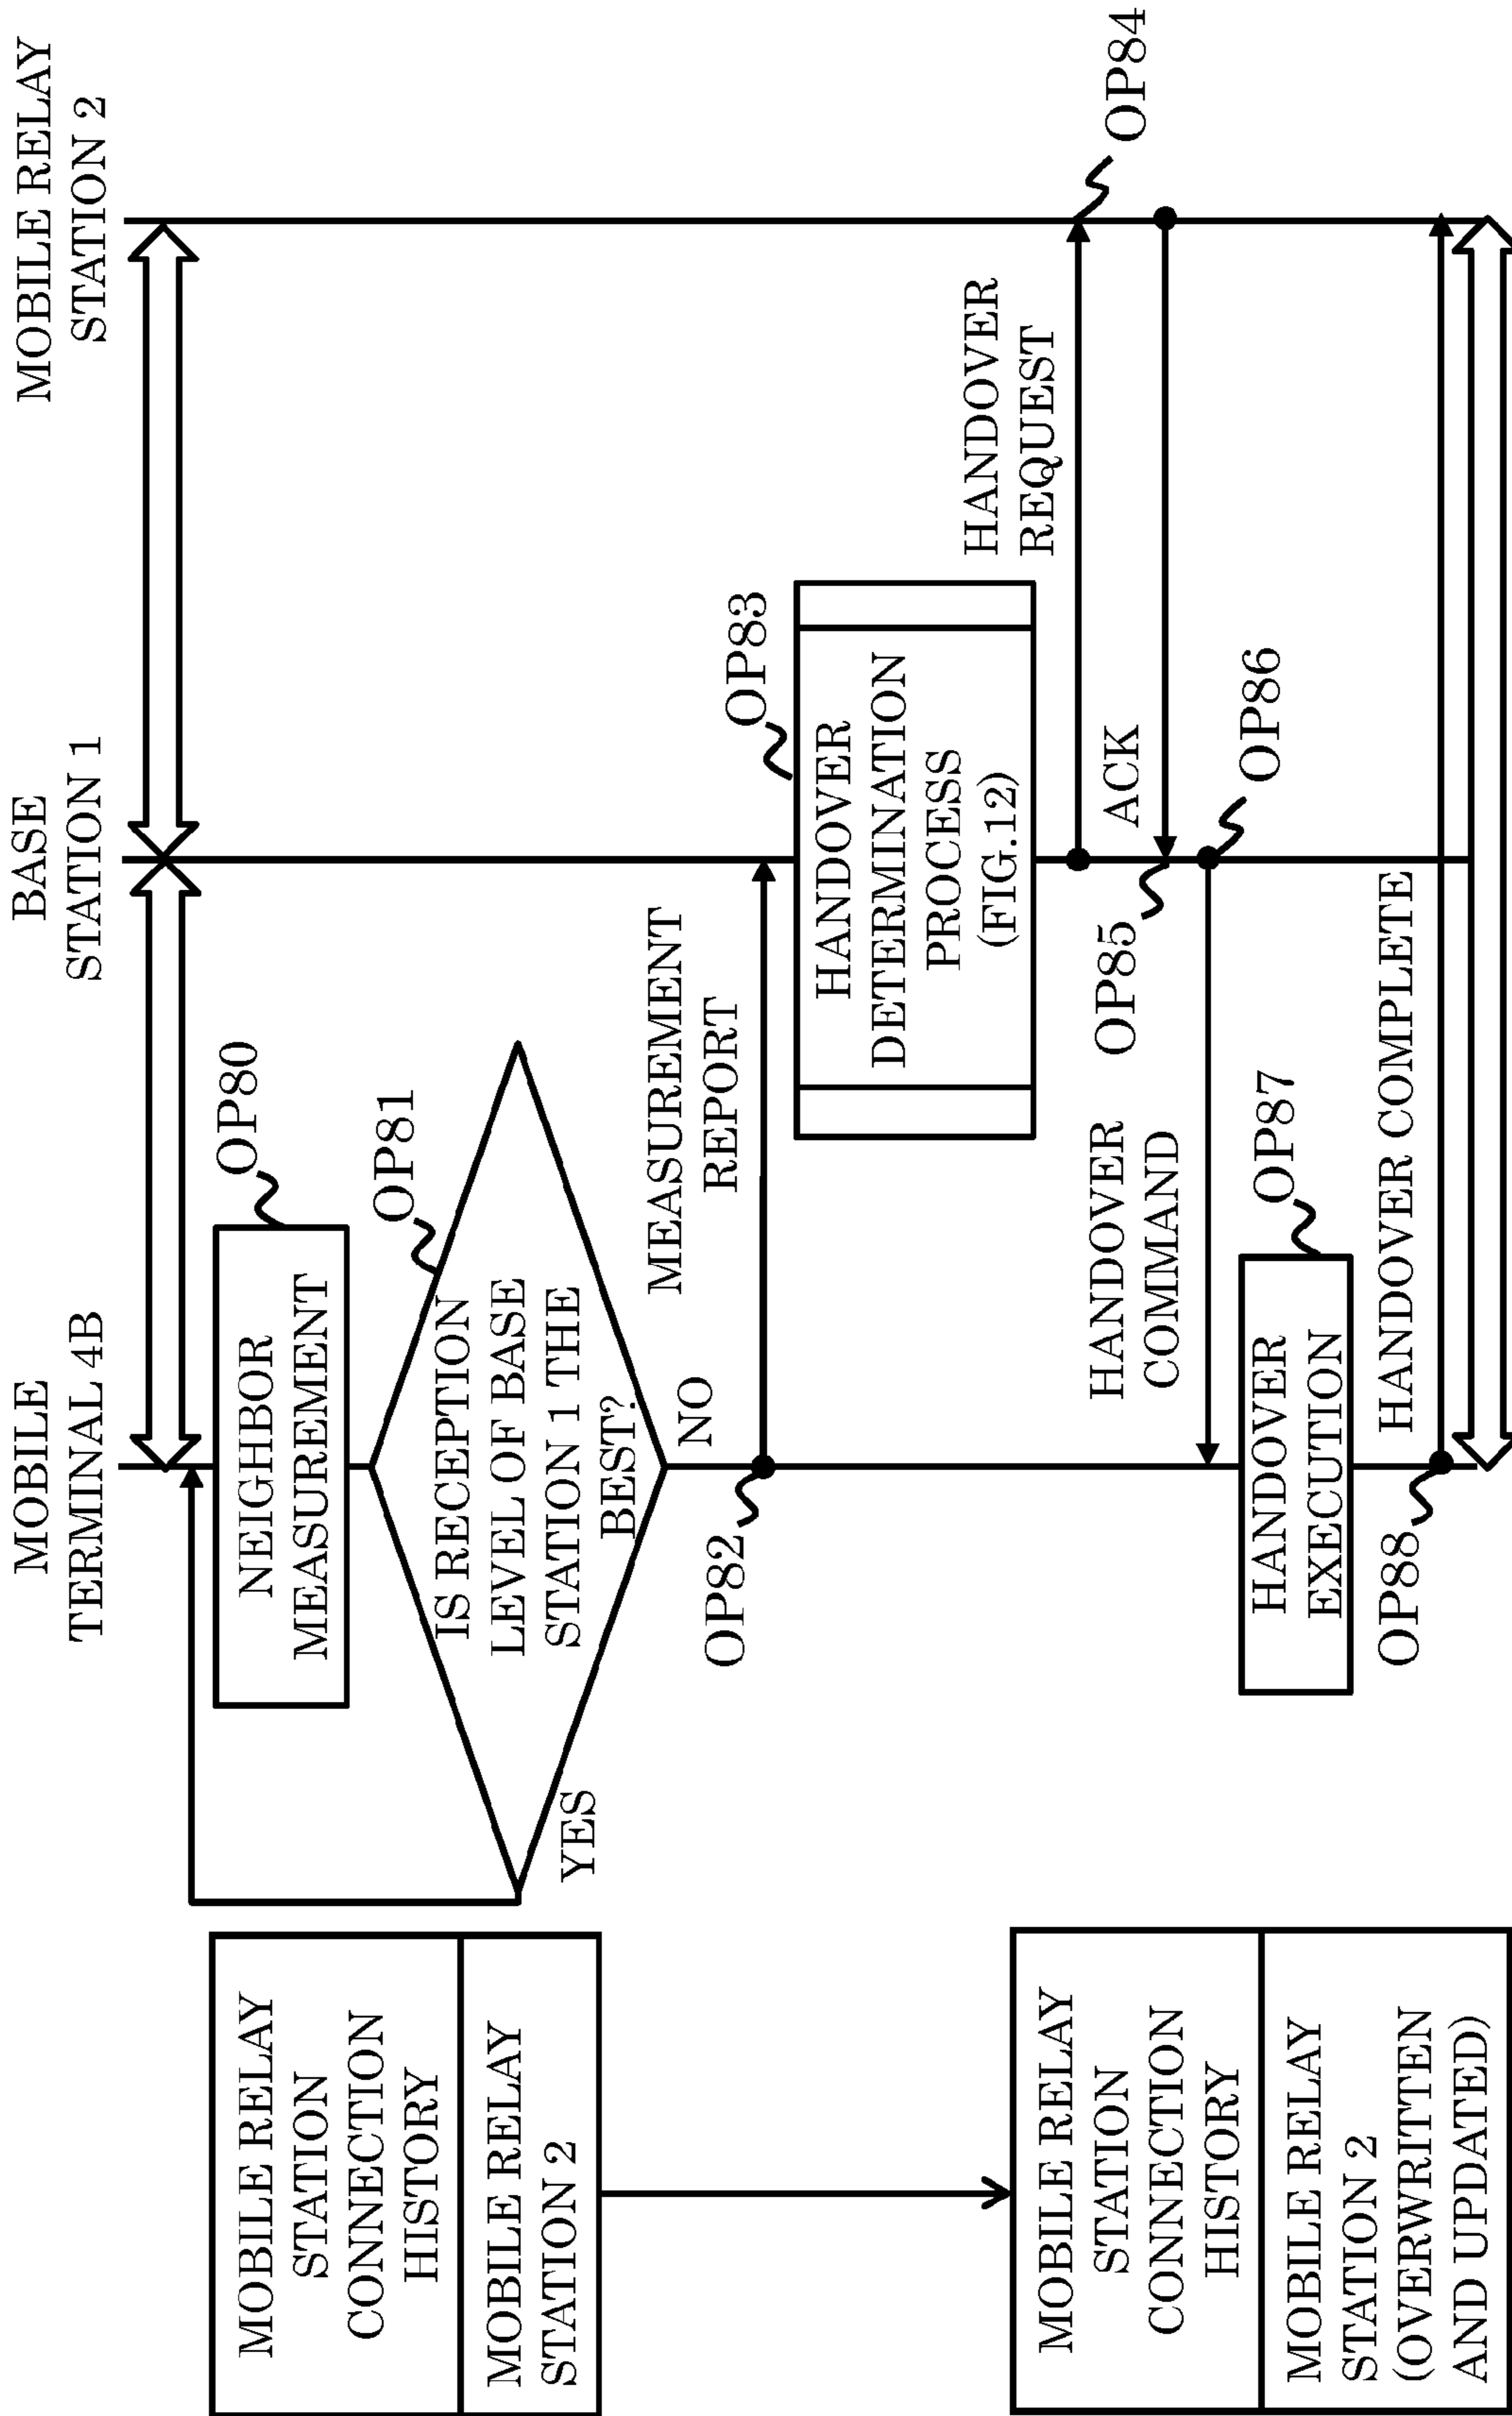 MOBILE
TERMINAL 4B
BASE
STATION 1
MOBILE RELAY
STATION 2
MOBILE RELAY
STATION
CONNECTION
HISTORY
MOBILE RELAY
STATION 2
NEIGHBOR
MEASUREMENT
OP80
IS RECEPTION
LEVEL OF BASE
STATION 1 THE
BEST?
OP81
YES
NO
MEASUREMENT
REPORT
OP82
HANDOVER
DETERMINATION
PROCESS
(FIG.12)
OP83
HANDOVER
REQUEST
OP84
ACK
OP85
HANDOVER
COMMAND
OP86
HANDOVER
EXECUTION
OP87
HANDOVER COMPLETE
OP88
MOBILE RELAY
STATION
CONNECTION
HISTORY
MOBILE RELAY
STATION 2
(OVERWRITTEN
AND UPDATED)